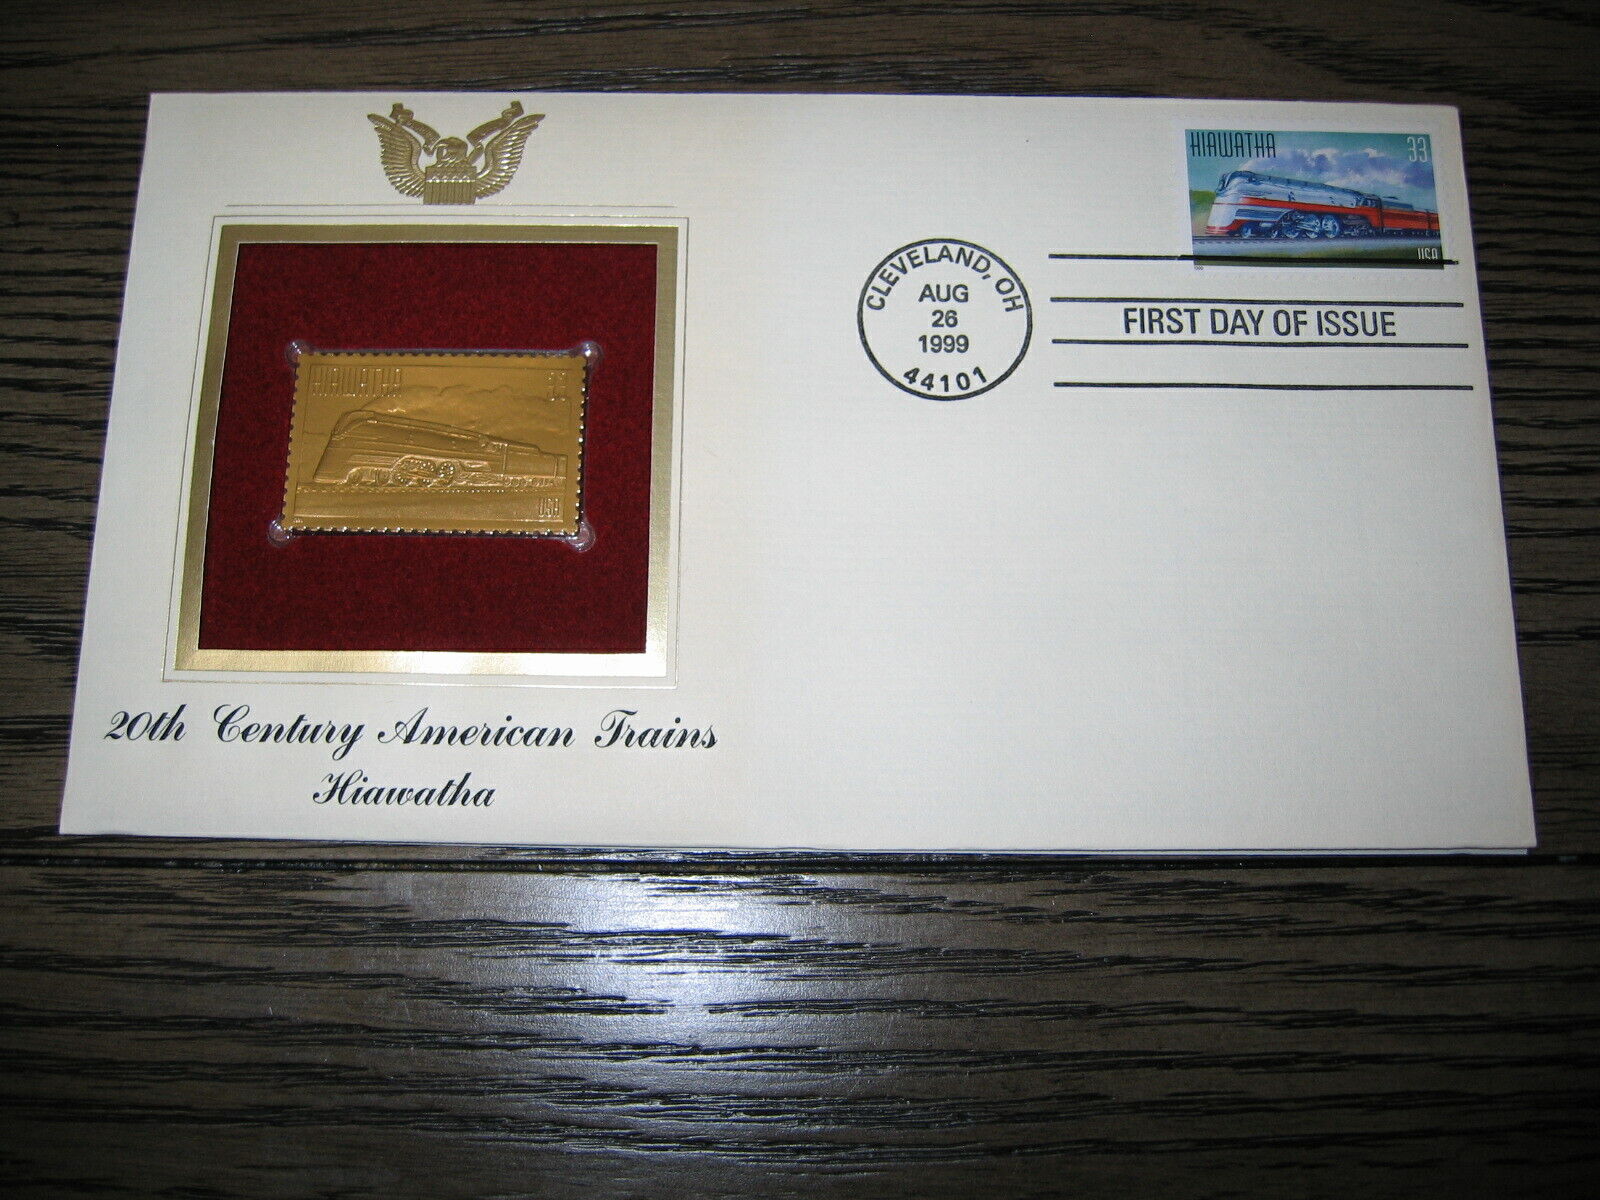 HIAWATHA 33
USA
CLEVELAND, OH
AUG
26
1999
44101
FIRST DAY OF ISSUE
HIAWATHA 33
USA
20th Century American Trains
Hiawatha